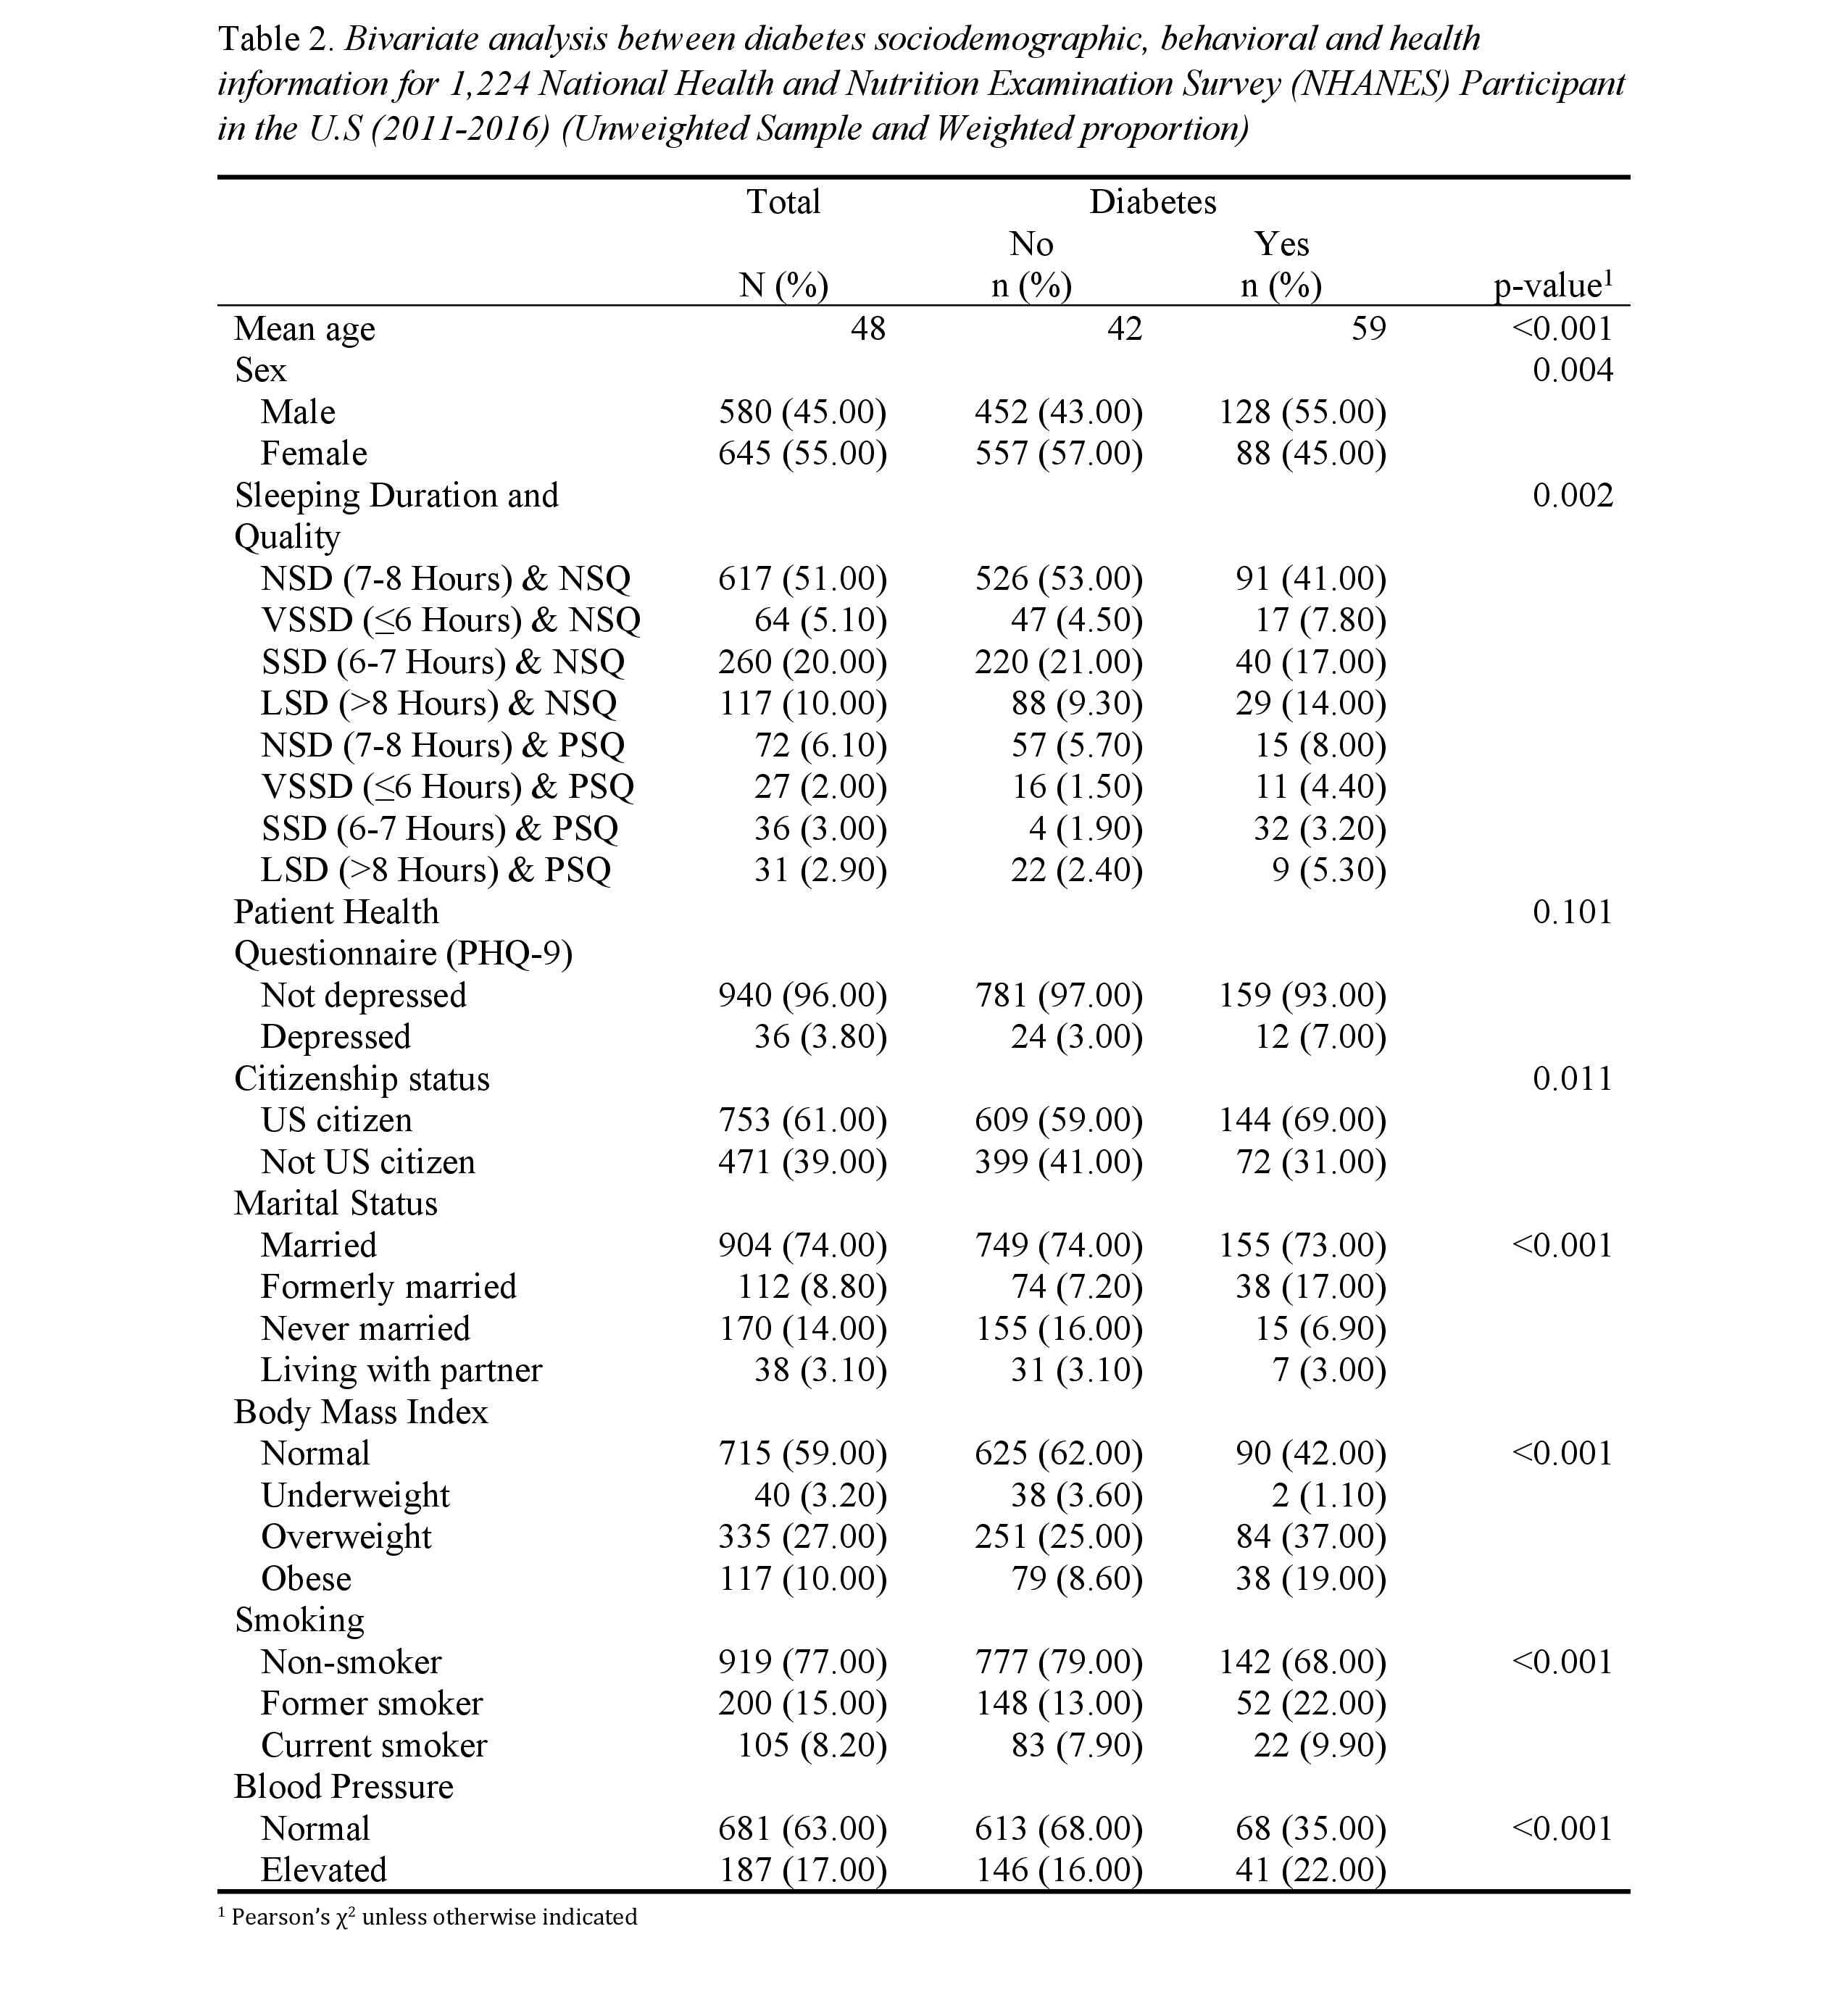 Table 2. Bivariate analysis between diabetes sociodemographic, behavioral and health
information for 1,224 National Health and Nutrition Examination Survey (NHANES) Participant
in the U.S (2011-2016) (Unweighted Sample and Weighted proportion)
Total Diabetes
No Yes
N (%) n (%) n (%) p-value¹
Mean age 48 42 59 <0.001
Sex 0.004
Male 580 (45.00) 452 (43.00) 128 (55.00)
Female 645 (55.00) 557 (57.00) 88 (45.00)
Sleeping Duration and 0.002
Quality
NSD (7-8 Hours) & NSQ 617 (51.00) 526 (53.00) 91 (41.00)
VSSD (≤6 Hours) & NSQ 64 (5.10) 47 (4.50) 17 (7.80)
SSD (6-7 Hours) & NSQ 260 (20.00) 220 (21.00) 40 (17.00)
LSD (>8 Hours) & NSQ 117 (10.00) 88 (9.30) 29 (14.00)
NSD (7-8 Hours) & PSQ 72 (6.10) 57 (5.70) 15 (8.00)
VSSD (≤6 Hours) & PSQ 27 (2.00) 16 (1.50) 11 (4.40)
SSD (6-7 Hours) & PSQ 36 (3.00) 4 (1.90) 32 (3.20)
LSD (>8 Hours) & PSQ 31 (2.90) 22 (2.40) 9 (5.30)
Patient Health 0.101
Questionnaire (PHQ-9)
Not depressed 940 (96.00) 781 (97.00) 159 (93.00)
Depressed 36 (3.80) 24 (3.00) 12 (7.00)
Citizenship status 0.011
US citizen 753 (61.00) 609 (59.00) 144 (69.00)
Not US citizen 471 (39.00) 399 (41.00) 72 (31.00)
Marital Status
Married 904 (74.00) 749 (74.00) 155 (73.00) <0.001
Formerly married 112 (8.80) 74 (7.20) 38 (17.00)
Never married 170 (14.00) 155 (16.00) 15 (6.90)
Living with partner 38 (3.10) 31 (3.10) 7 (3.00)
Body Mass Index
Normal 715 (59.00) 625 (62.00) 90 (42.00) <0.001
Underweight 40 (3.20) 38 (3.60) 2 (1.10)
Overweight 335 (27.00) 251 (25.00) 84 (37.00)
Obese 117 (10.00) 79 (8.60) 38 (19.00)
Smoking
Non-smoker 919 (77.00) 777 (79.00) 142 (68.00) <0.001
Former smoker 200 (15.00) 148 (13.00) 52 (22.00)
Current smoker 105 (8.20) 83 (7.90) 22 (9.90)
Blood Pressure
Normal 681 (63.00) 613 (68.00) 68 (35.00) <0.001
Elevated 187 (17.00) 146 (16.00) 41 (22.00)
¹ Pearson's χ² unless otherwise indicated